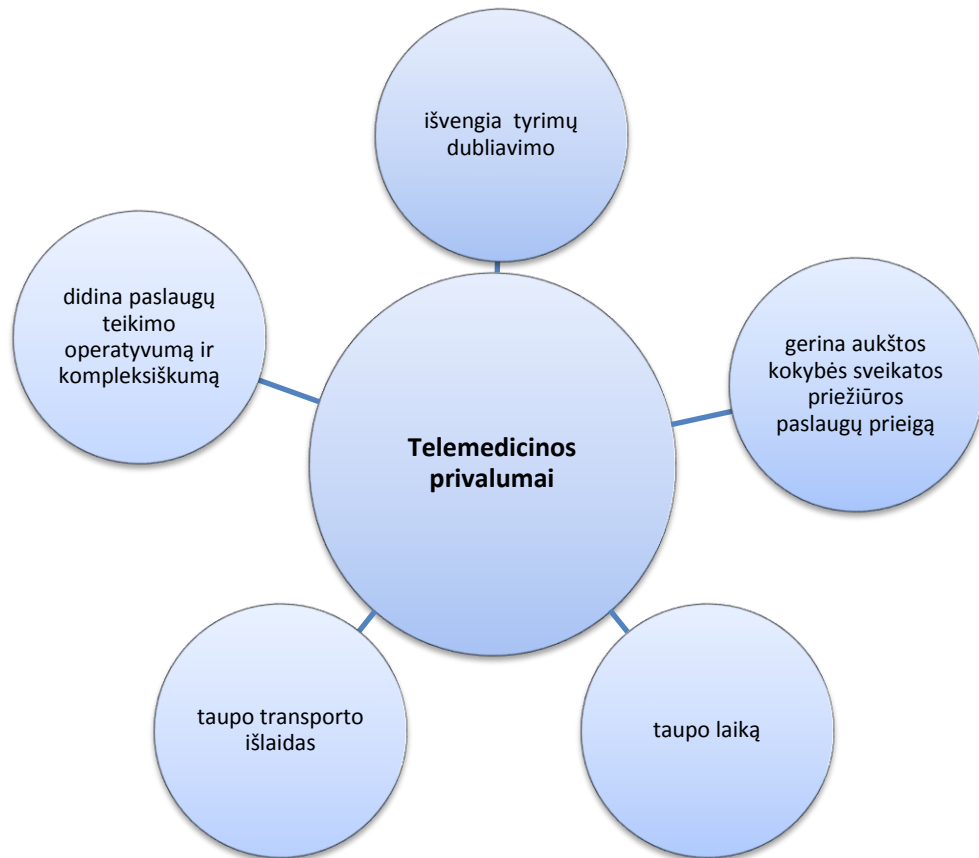 išvengia tyrimų
dubliavimo
didina paslaugų
teikimo
operatyvumą ir
kompleksiškumą
gerina aukštos
kokybės sveikatos
priežiūros
paslaugų prieigą
Telemedicinos
privalumai
taupo transporto
išlaidas
taupo laiką